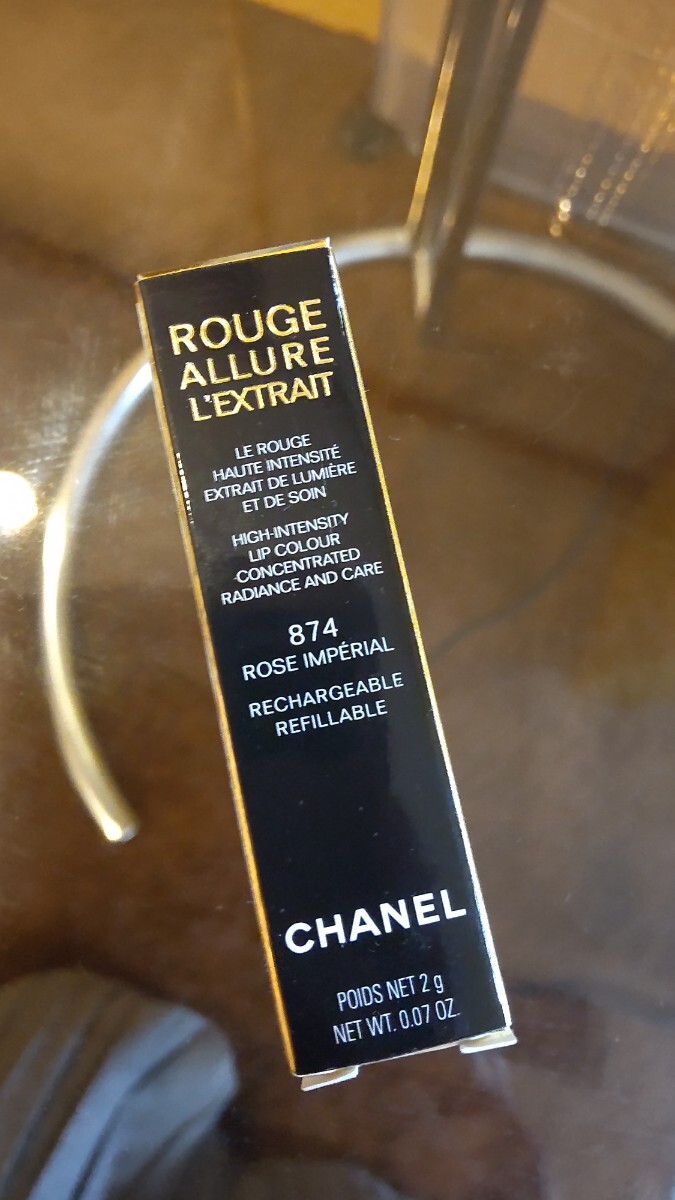 ROUGE
ALLURE
L'EXTRAIT
LE ROUGE
HAUTE INTENSITÉ
EXTRAIT DE LUMIÈRE
ET DE SOIN
HIGH-INTENSITY
LIP COLOUR
CONCENTRATED
RADIANCE AND CARE
874
ROSE IMPÉRIAL
RECHARGEABLE
REFILLABLE
CHANEL
POIDS NET 2 g
NET WT. 0.07 OZ.